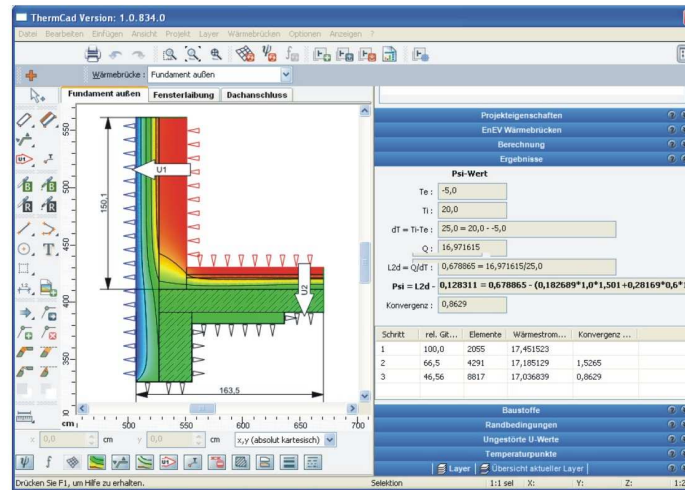 ThermCad Version: 1.0.834.0
Datei Bearbeiten Einfügen Ansicht Projekt Layer Wärmebrücken Optionen Anzeigen ?
Wärmebrücke : Fundament außen
Fundament außen Fensterlaibung Dachanschluss
550
500
450
400
350
150,1
U1
U2
163,5
cm
500 550 600 650 700
x 0,0 cm y 0,0 cm x,y (absolut kartesisch)
Projekteigenschaften
EnEV Wärmebrücken
Berechnung
Ergebnisse
Psi-Wert
Te : -5,0
Ti : 20,0
dT = Ti-Te : 25,0 = 20,0 - -5,0
Q : 16,971615
L2d = Q/dT : 0,678865 = 16,971615/25,0
Psi = L2d - 0,128311 = 0,678865 - (0,182689*1,0*1,501+0,28169*0,6*
Konvergenz : 0,8629
Schritt rel. Git... Elemente Wärmestrom... Konvergenz ...
1 100,0 2055 17,451523
2 66,5 4291 17,185129 1,5265
3 46,56 8817 17,036839 0,8629
Baustoffe
Randbedingungen
Ungestörte U-Werte
Temperaturpunkte
Layer Übersicht aktueller Layer
Drücken Sie F1, um Hilfe zu erhalten. Selektion 1:1 sel X: Y: Z: